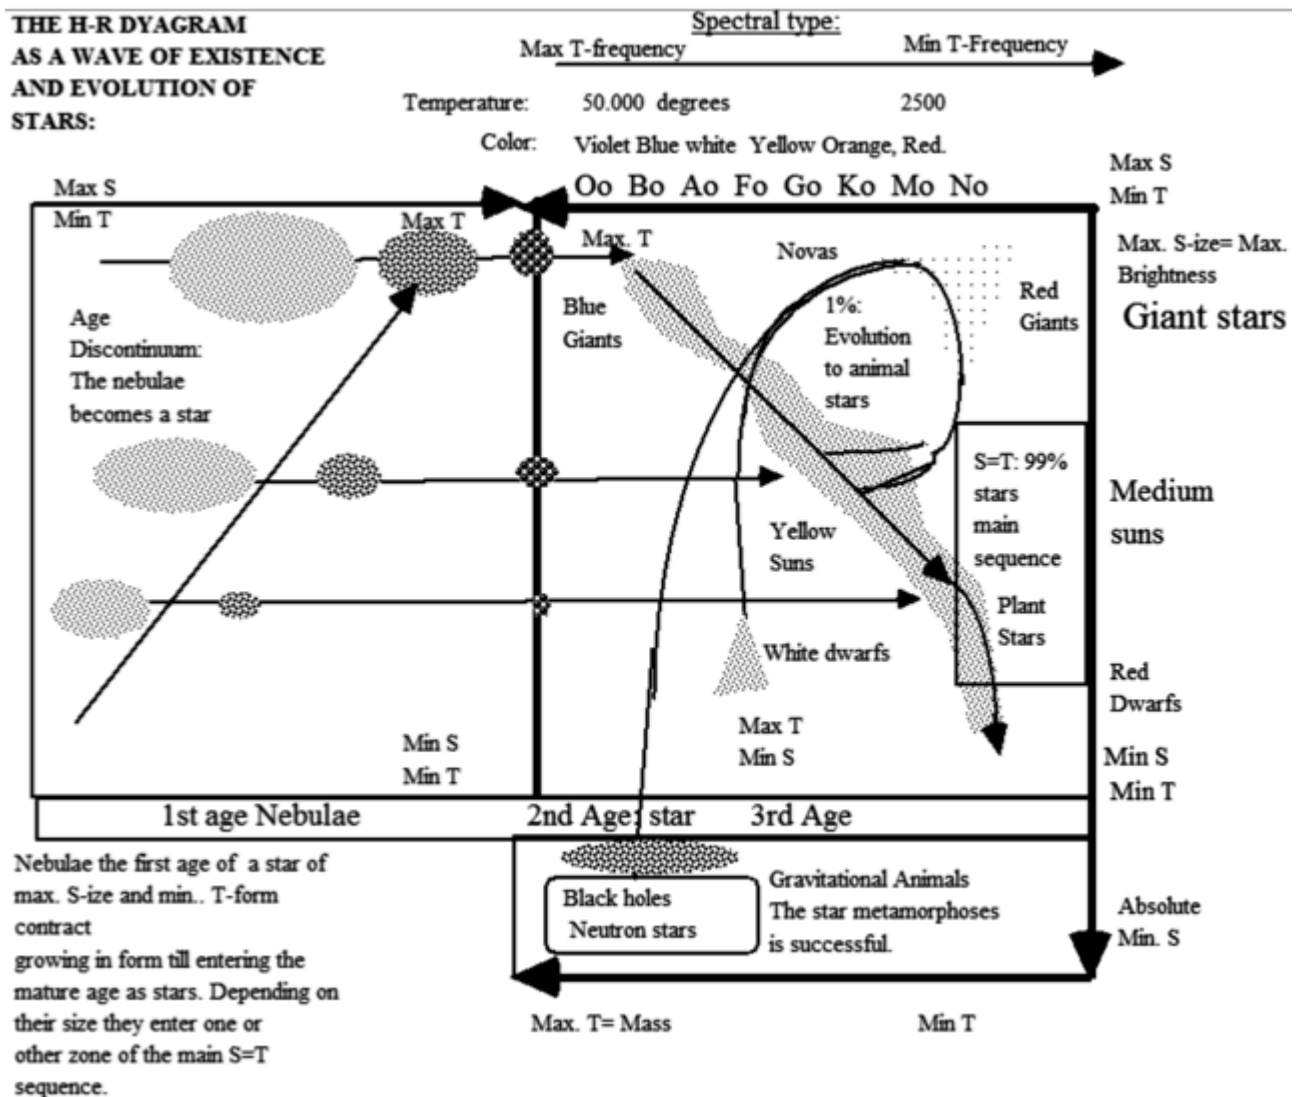 THE H-R DYAGRAM
AS A WAVE OF EXISTENCE
AND EVOLUTION OF
STARS:
Spectral type:
Max T-frequency
Min T-Frequency
Temperature:
50.000 degrees
2500
Color:
Violet Blue white Yellow Orange, Red.
Oo Bo Ao Fo Go Ko Mo No
Max S
Min T
Max S
Min T
Max T
Max. T
Novas
Max. S-ize= Max.
Brightness
Giant stars
Age
Discontinuum:
The nebulae
becomes a star
Blue
Giants
1%:
Evolution
to animal
stars
Red
Giants
S=T: 99%
stars
main
sequence
Plant
Stars
Medium
suns
Yellow
Suns
White dwarfs
Red
Dwarfs
Min S
Min T
Max T
Min S
Min S
Min T
1st age Nebulae
2nd Age: star
3rd Age
Nebulae the first age of a star of
max. S-ize and min.. T-form
contract
growing in form till entering the
mature age as stars. Depending on
their size they enter one or
other zone of the main S=T
sequence.
Black holes
Neutron stars
Gravitational Animals
The star metamorphoses
is successful.
Absolute
Min. S
Max. T= Mass
Min T